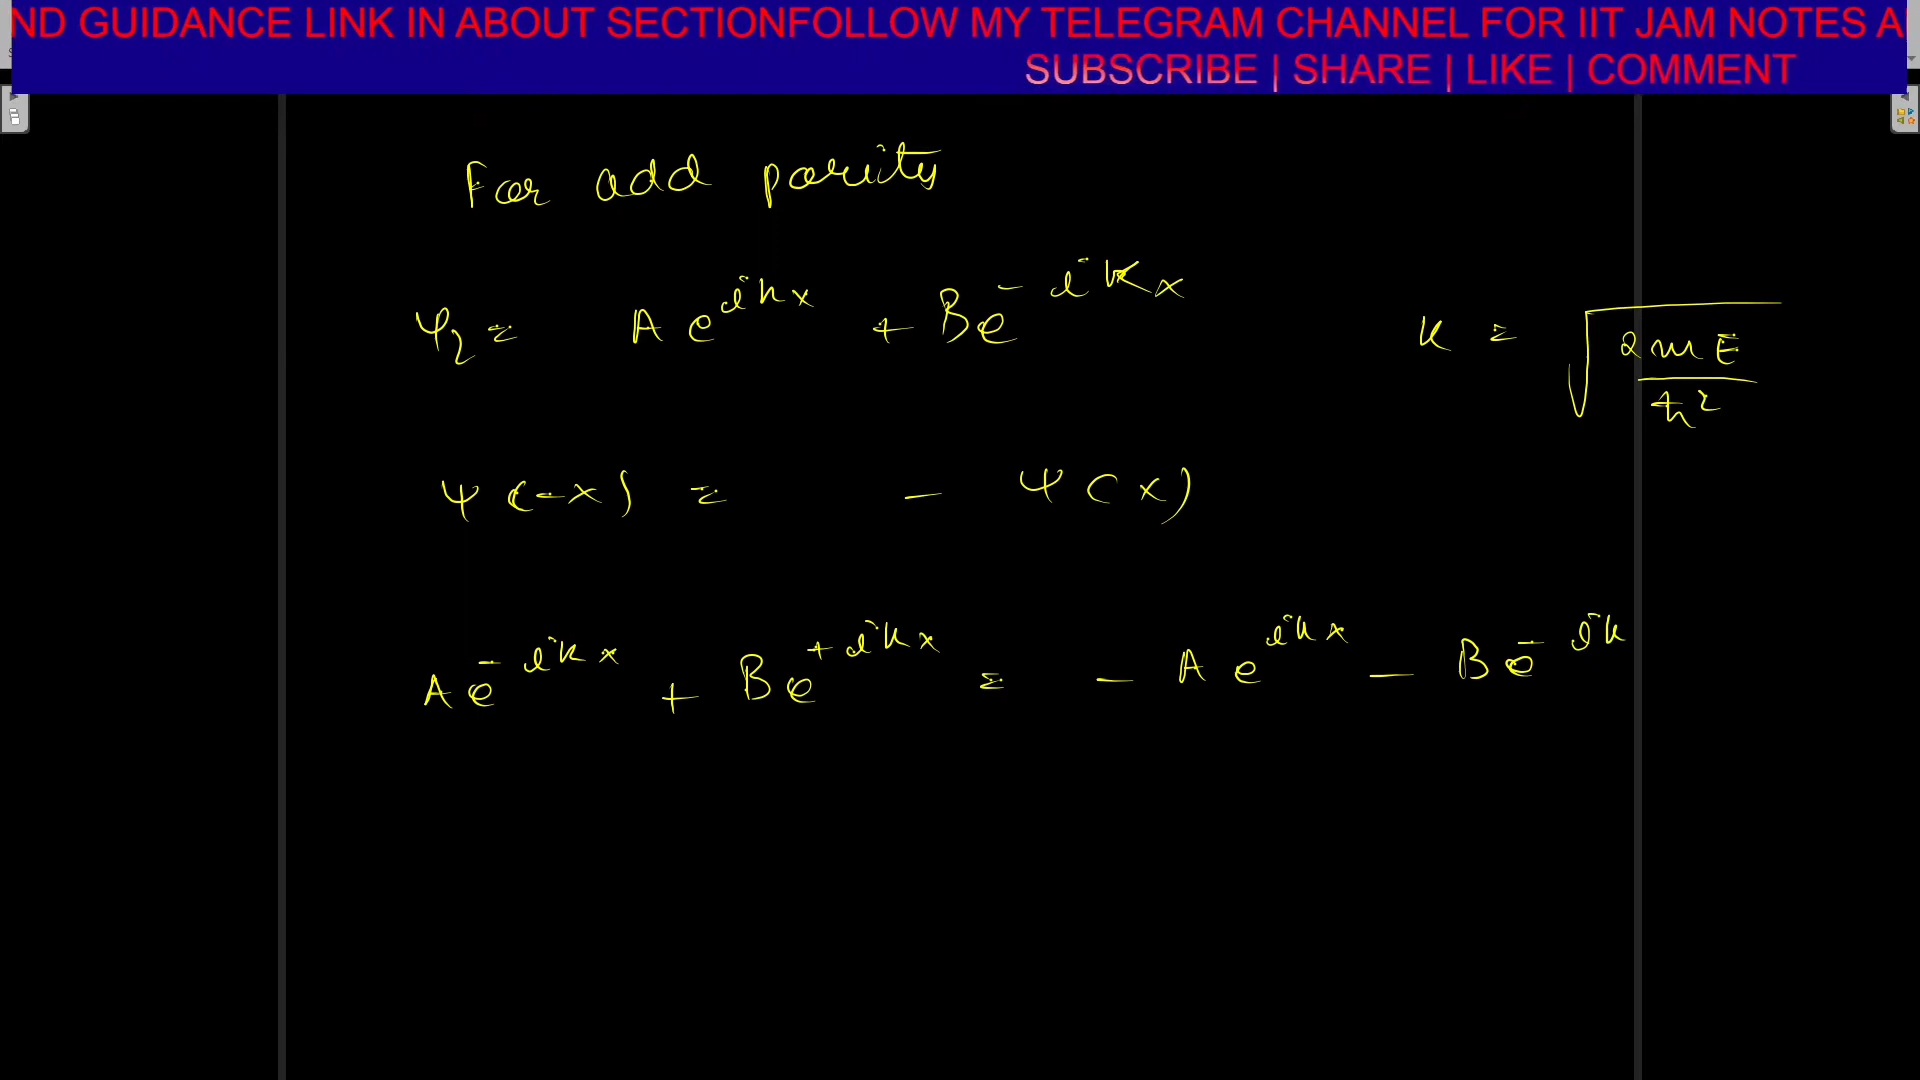 ND GUIDANCE LINK IN ABOUT SECTIONFOLLOW MY TELEGRAM CHANNEL FOR IIT JAM NOTES A
SUBSCRIBE | SHARE | LIKE | COMMENT
For add parity
ψ₂ = A e^{ikx} + B e^{-ikx}
k = √(2mE/ħ²)
ψ(-x) = - ψ(x)
A e^{-ikx} + B e^{+ikx} = - A e^{ikx} - B e^{-ik}